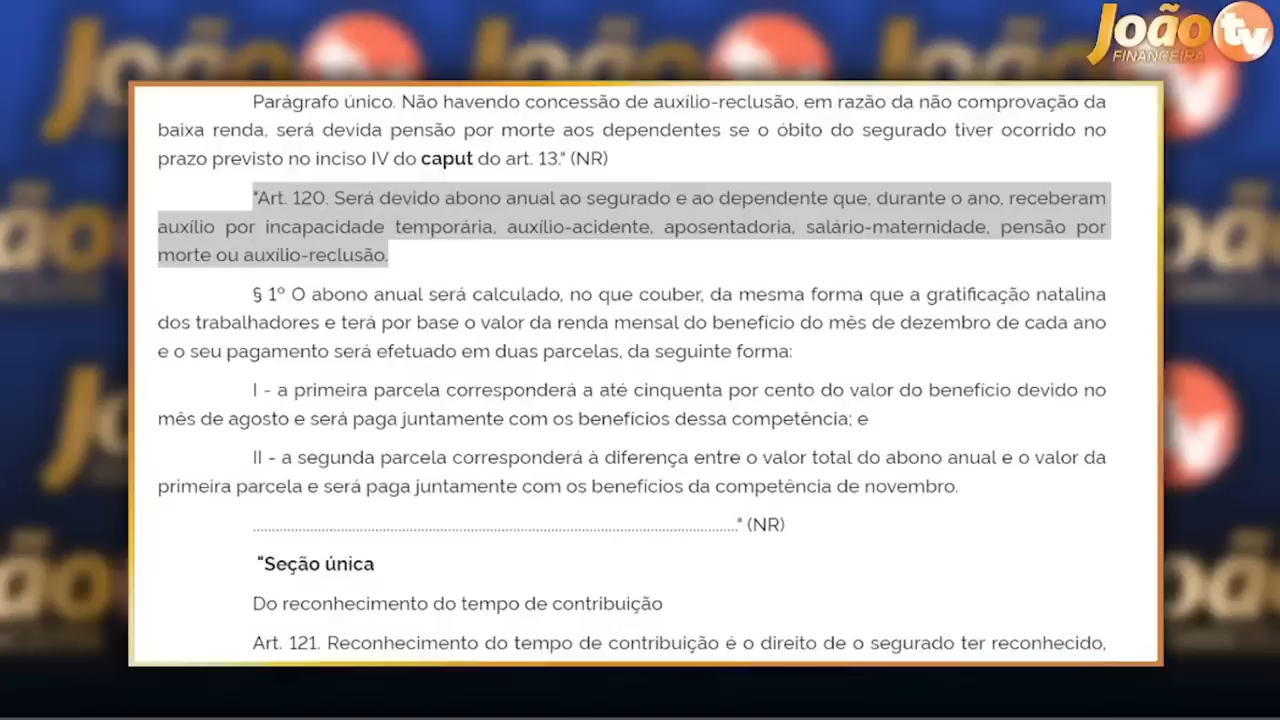 João tv
FINANCEIRA
Parágrafo único. Não havendo concessão de auxílio-reclusão, em razão da não comprovação da
baixa renda, será devida pensão por morte aos dependentes se o óbito do segurado tiver ocorrido no
prazo previsto no inciso IV do caput do art. 13." (NR)
"Art. 120. Será devido abono anual ao segurado e ao dependente que, durante o ano, receberam
auxílio por incapacidade temporária, auxílio-acidente, aposentadoria, salário-maternidade, pensão por
morte ou auxílio-reclusão.
§ 1º O abono anual será calculado, no que couber, da mesma forma que a gratificação natalina
dos trabalhadores e terá por base o valor da renda mensal do benefício do mês de dezembro de cada ano
e o seu pagamento será efetuado em duas parcelas, da seguinte forma:
I - a primeira parcela corresponderá a até cinquenta por cento do valor do benefício devido no
mês de agosto e será paga juntamente com os benefícios dessa competência; e
II - a segunda parcela corresponderá à diferença entre o valor total do abono anual e o valor da
primeira parcela e será paga juntamente com os benefícios da competência de novembro.
..................................................................................................." (NR)
"Seção única
Do reconhecimento do tempo de contribuição
Art. 121. Reconhecimento do tempo de contribuição é o direito de o segurado ter reconhecido,